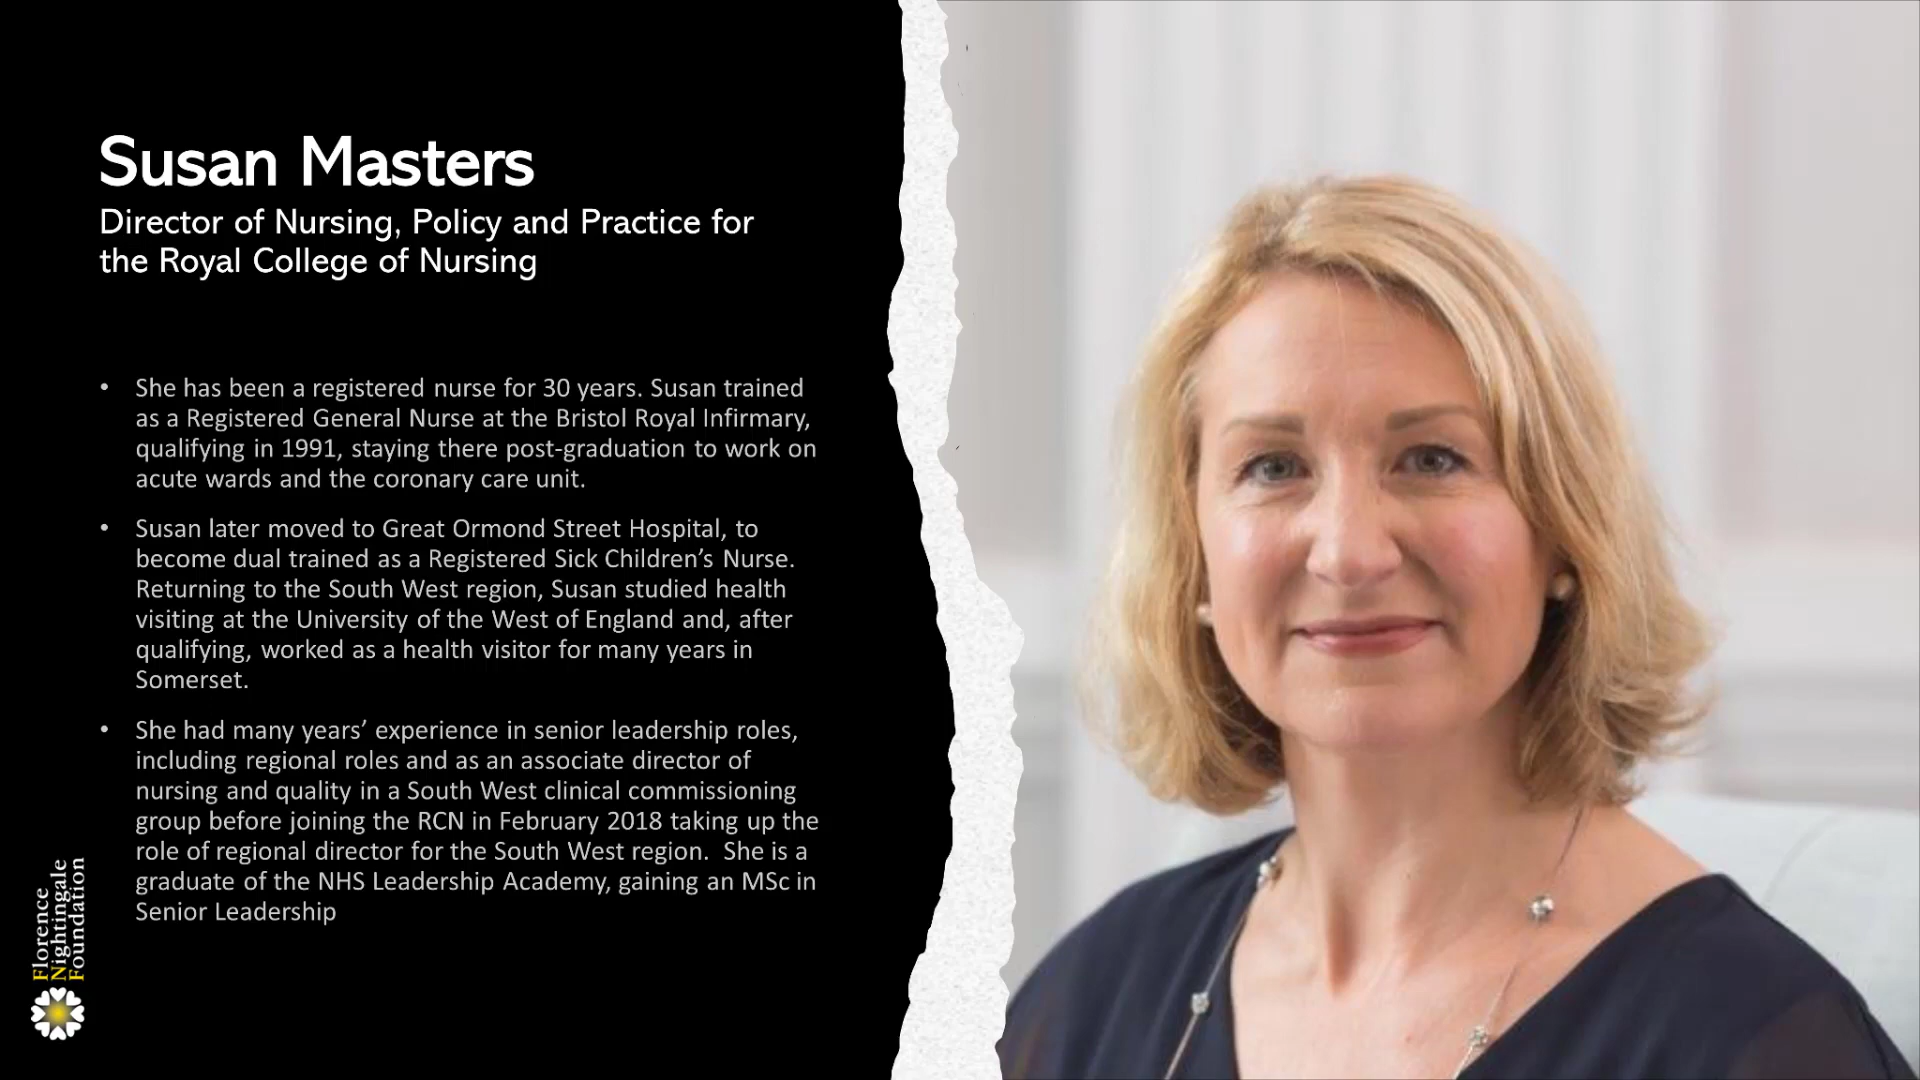 Susan Masters
Director of Nursing, Policy and Practice for
the Royal College of Nursing
• She has been a registered nurse for 30 years. Susan trained
as a Registered General Nurse at the Bristol Royal Infirmary,
qualifying in 1991, staying there post-graduation to work on
acute wards and the coronary care unit.
• Susan later moved to Great Ormond Street Hospital, to
become dual trained as a Registered Sick Children’s Nurse.
Returning to the South West region, Susan studied health
visiting at the University of the West of England and, after
qualifying, worked as a health visitor for many years in
Somerset.
• She had many years’ experience in senior leadership roles,
including regional roles and as an associate director of
nursing and quality in a South West clinical commissioning
group before joining the RCN in February 2018 taking up the
role of regional director for the South West region.  She is a
graduate of the NHS Leadership Academy, gaining an MSc in
Senior Leadership
Florence
Nightingale
Foundation